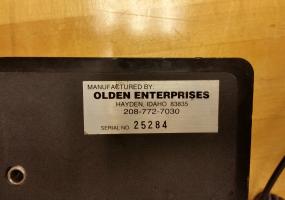 MANUFACTURED BY:
OLDEN ENTERPRISES
HAYDEN, IDAHO 83835
208-772-7030
SERIAL NO. 25284